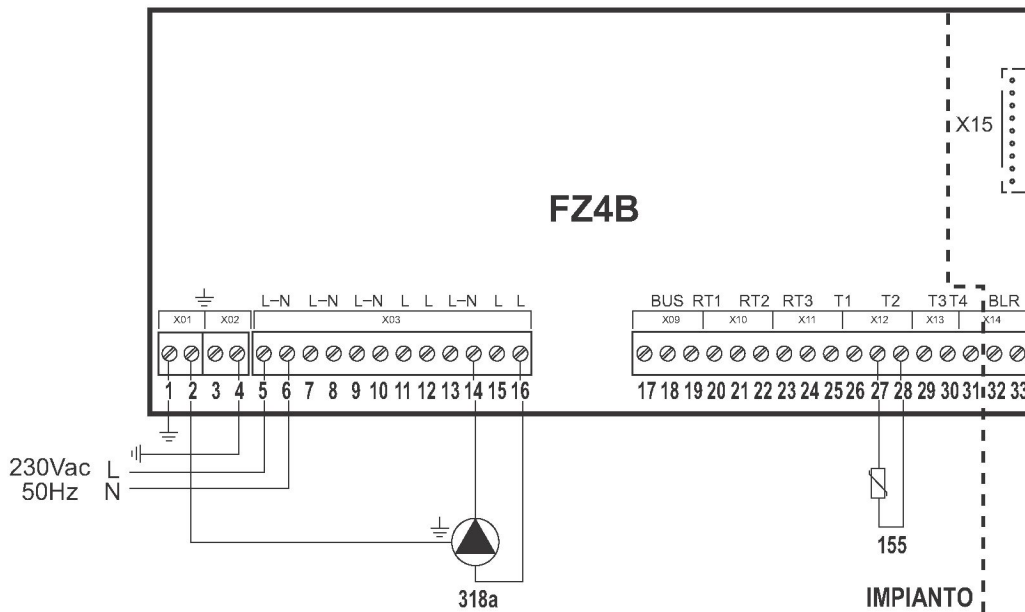 X15
FZ4B
L–N L–N L–N L L L–N L L
BUS RT1 RT2 RT3 T1 T2 T3 T4 BLR
X01 X02 X03 X09 X10 X11 X12 X13 X14
1 2 3 4 5 6 7 8 9 10 11 12 13 14 15 16 17 18 19 20 21 22 23 24 25 26 27 28 29 30 31 32 33
230Vac L
50Hz N
155
318a
IMPIANTO